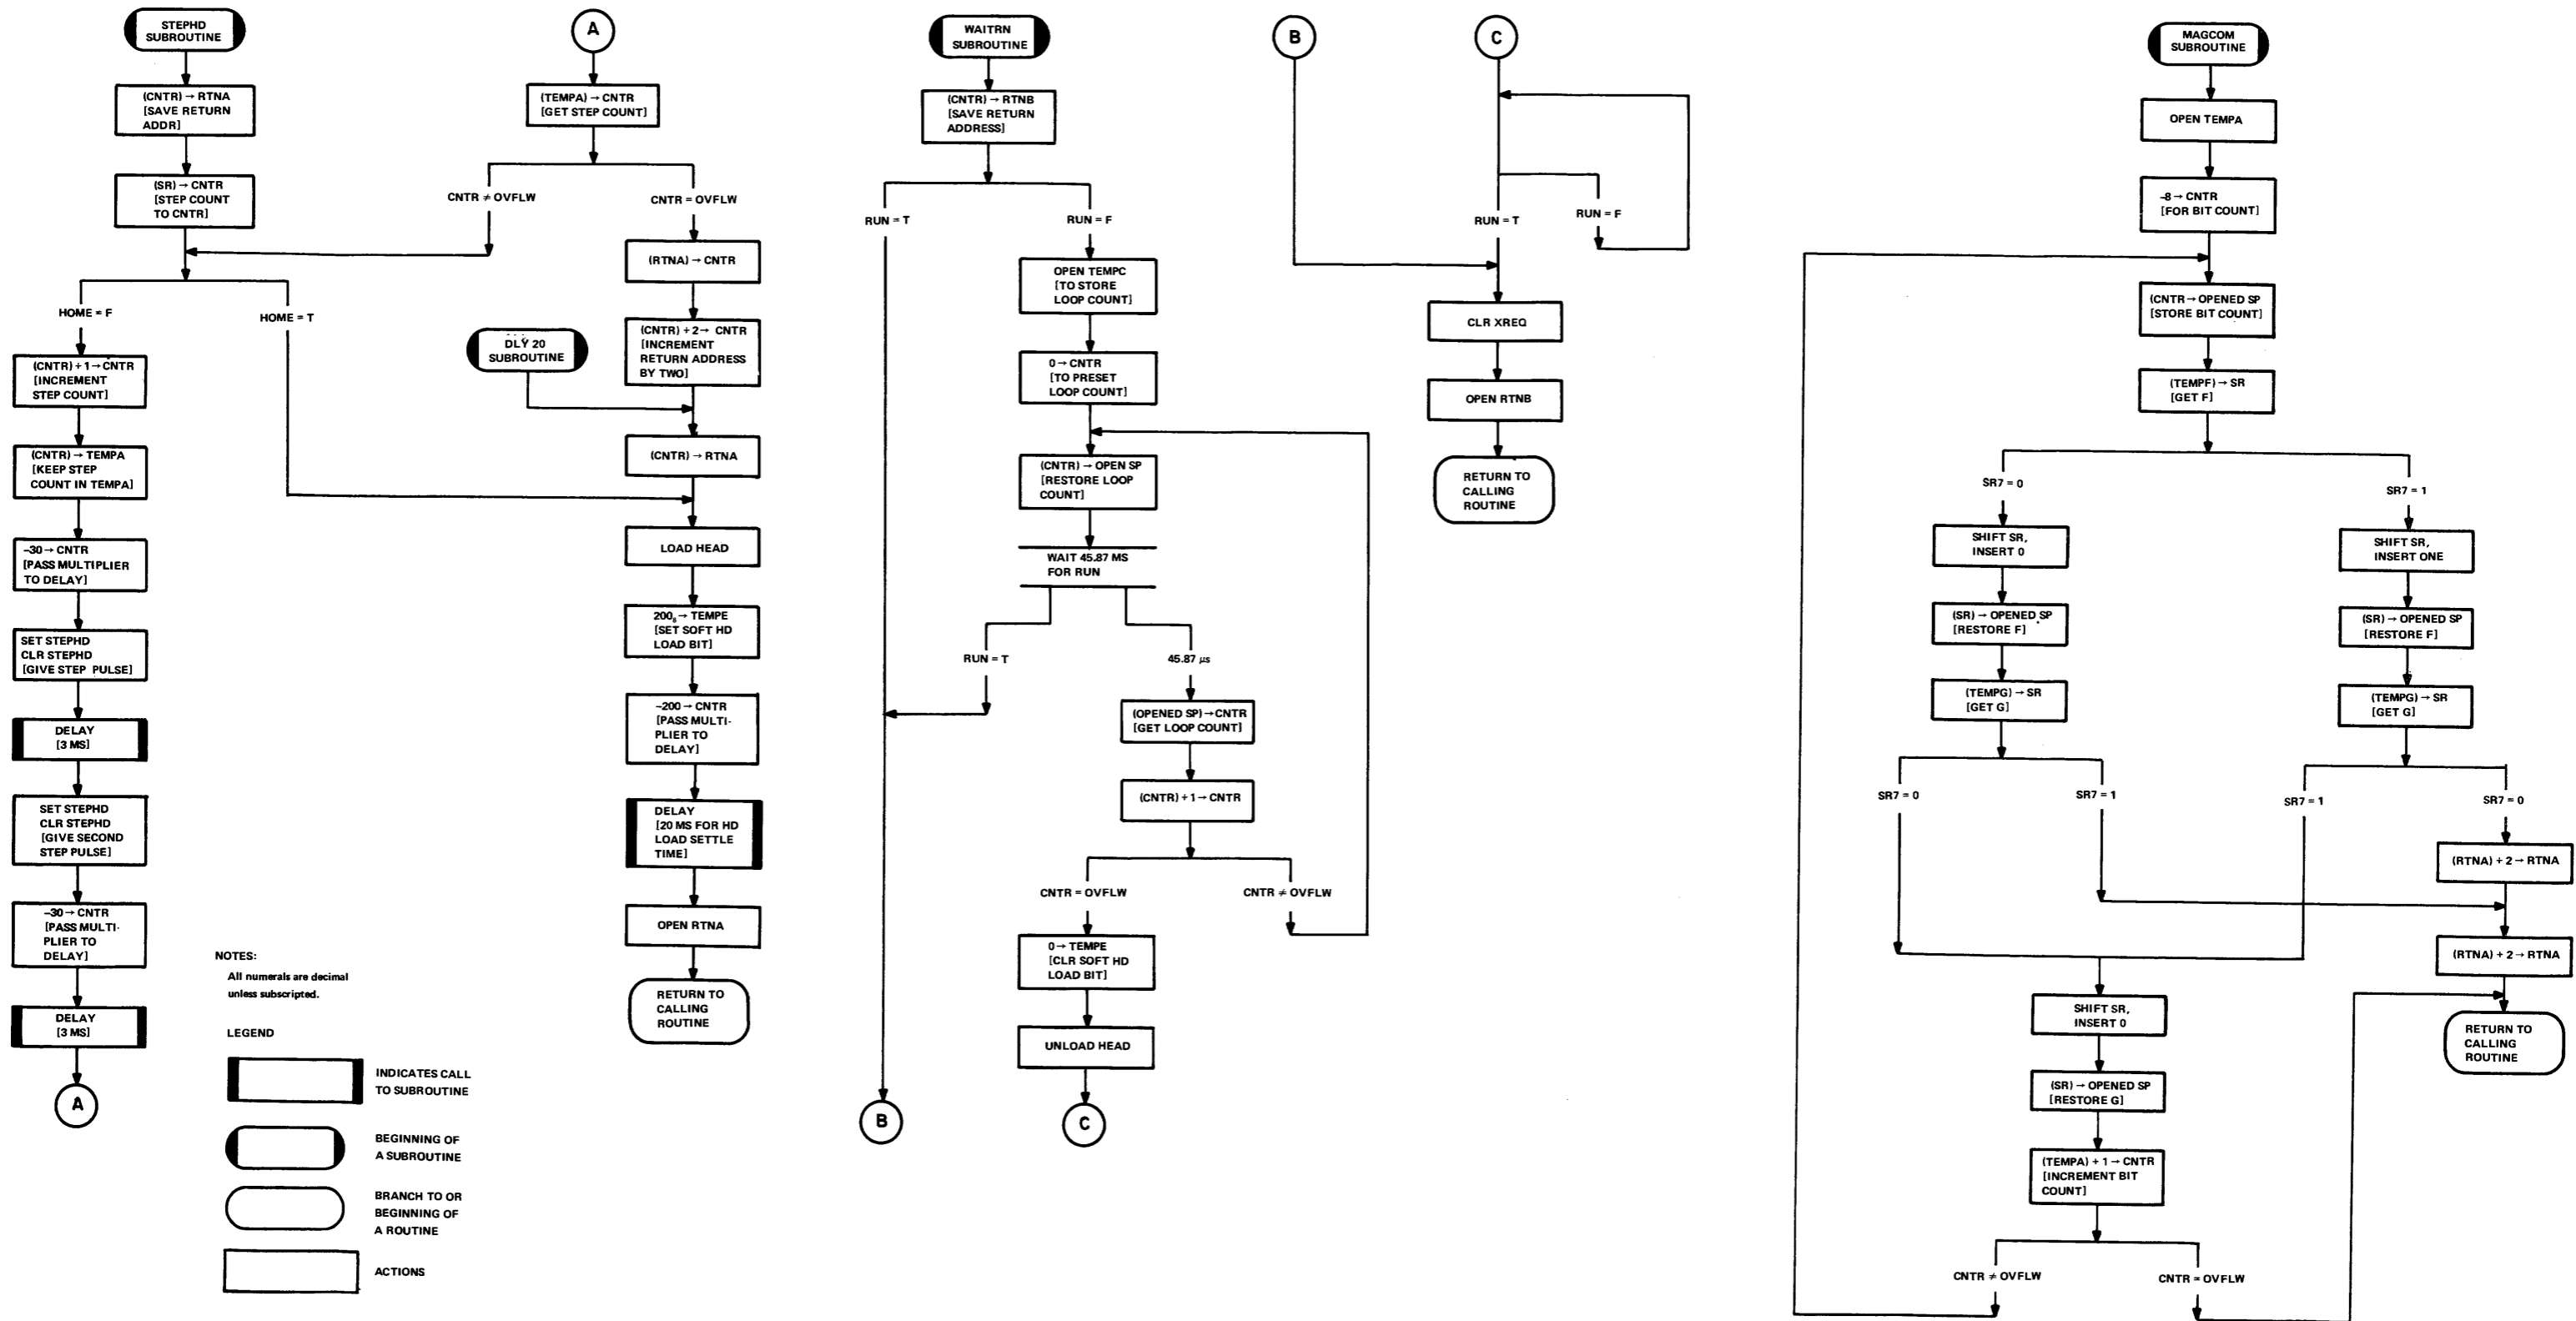 STEPHD
SUBROUTINE
(CNTR) → RTNA
[SAVE RETURN
ADDR]
(SR) → CNTR
[STEP COUNT
TO CNTR]
HOME = F
HOME = T
(CNTR) + 1 → CNTR
[INCREMENT
STEP COUNT]
(CNTR) → TEMPA
[KEEP STEP
COUNT IN TEMPA]
–30 → CNTR
[PASS MULTIPLIER
TO DELAY]
SET STEPHD
CLR STEPHD
[GIVE STEP PULSE]
DELAY
[3 MS]
SET STEPHD
CLR STEPHD
[GIVE SECOND
STEP PULSE]
–30 → CNTR
[PASS MULTI-
PLIER TO
DELAY]
DELAY
[3 MS]
A
A
(TEMPA) → CNTR
[GET STEP COUNT]
CNTR ≠ OVFLW
CNTR = OVFLW
(RTNA) → CNTR
(CNTR) + 2 → CNTR
[INCREMENT
RETURN ADDRESS
BY TWO]
DLY 20
SUBROUTINE
(CNTR) → RTNA
LOAD HEAD
200₈ → TEMPE
[SET SOFT HD
LOAD BIT]
–200 → CNTR
[PASS MULTI-
PLIER TO
DELAY]
DELAY
[20 MS FOR HD
LOAD SETTLE
TIME]
OPEN RTNA
RETURN TO
CALLING
ROUTINE
NOTES:
All numerals are decimal
unless subscripted.
LEGEND
INDICATES CALL
TO SUBROUTINE
BEGINNING OF
A SUBROUTINE
BRANCH TO OR
BEGINNING OF
A ROUTINE
ACTIONS
WAITRN
SUBROUTINE
(CNTR) → RTNB
[SAVE RETURN
ADDRESS]
RUN = T
RUN = F
OPEN TEMPC
[TO STORE
LOOP COUNT]
0 → CNTR
[TO PRESET
LOOP COUNT]
(CNTR) → OPEN SP
[RESTORE LOOP
COUNT]
WAIT 45.87 MS
FOR RUN
RUN = T
45.87 μs
(OPENED SP) → CNTR
[GET LOOP COUNT]
(CNTR) + 1 → CNTR
CNTR = OVFLW
CNTR ≠ OVFLW
0 → TEMPE
[CLR SOFT HD
LOAD BIT]
UNLOAD HEAD
B
C
B
C
RUN = T
RUN = F
CLR XREQ
OPEN RTNB
RETURN TO
CALLING
ROUTINE
MAGCOM
SUBROUTINE
OPEN TEMPA
–8 → CNTR
[FOR BIT COUNT]
(CNTR → OPENED SP
[STORE BIT COUNT]
(TEMPF) → SR
[GET F]
SR7 = 0
SR7 = 1
SHIFT SR,
INSERT 0
SHIFT SR,
INSERT ONE
(SR) → OPENED SP
[RESTORE F]
(SR) → OPENED SP
[RESTORE F]
(TEMPG) → SR
[GET G]
(TEMPG) → SR
[GET G]
SR7 = 0
SR7 = 1
SR7 = 1
SR7 = 0
(RTNA) + 2 → RTNA
(RTNA) + 2 → RTNA
RETURN TO
CALLING
ROUTINE
SHIFT SR,
INSERT 0
(SR) → OPENED SP
[RESTORE G]
(TEMPA) + 1 → CNTR
[INCREMENT BIT
COUNT]
CNTR ≠ OVFLW
CNTR = OVFLW